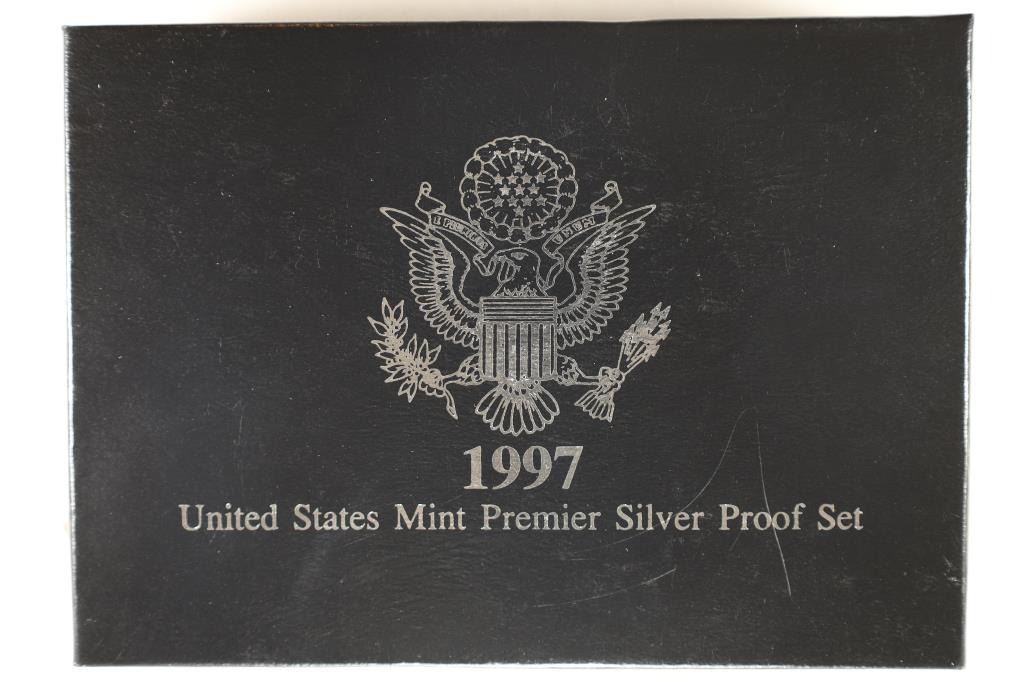 1997
United States Mint Premier Silver Proof Set